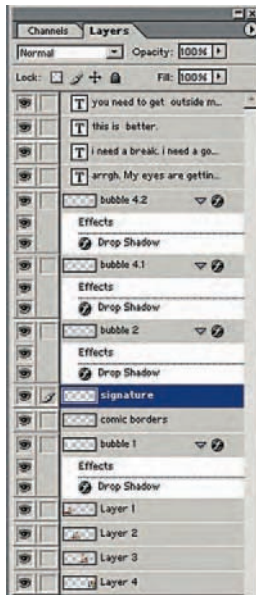 Channels Layers
Normal Opacity: 100%
Lock: Fill: 100%
T you need to get outside m...
T this is better.
T i need a break. i need a go...
T arrgh. My eyes are gettin...
bubble 4.2
Effects
Drop Shadow
bubble 4.1
Effects
Drop Shadow
bubble 2
Effects
Drop Shadow
signature
comic borders
bubble 1
Effects
Drop Shadow
Layer 1
Layer 2
Layer 3
Layer 4